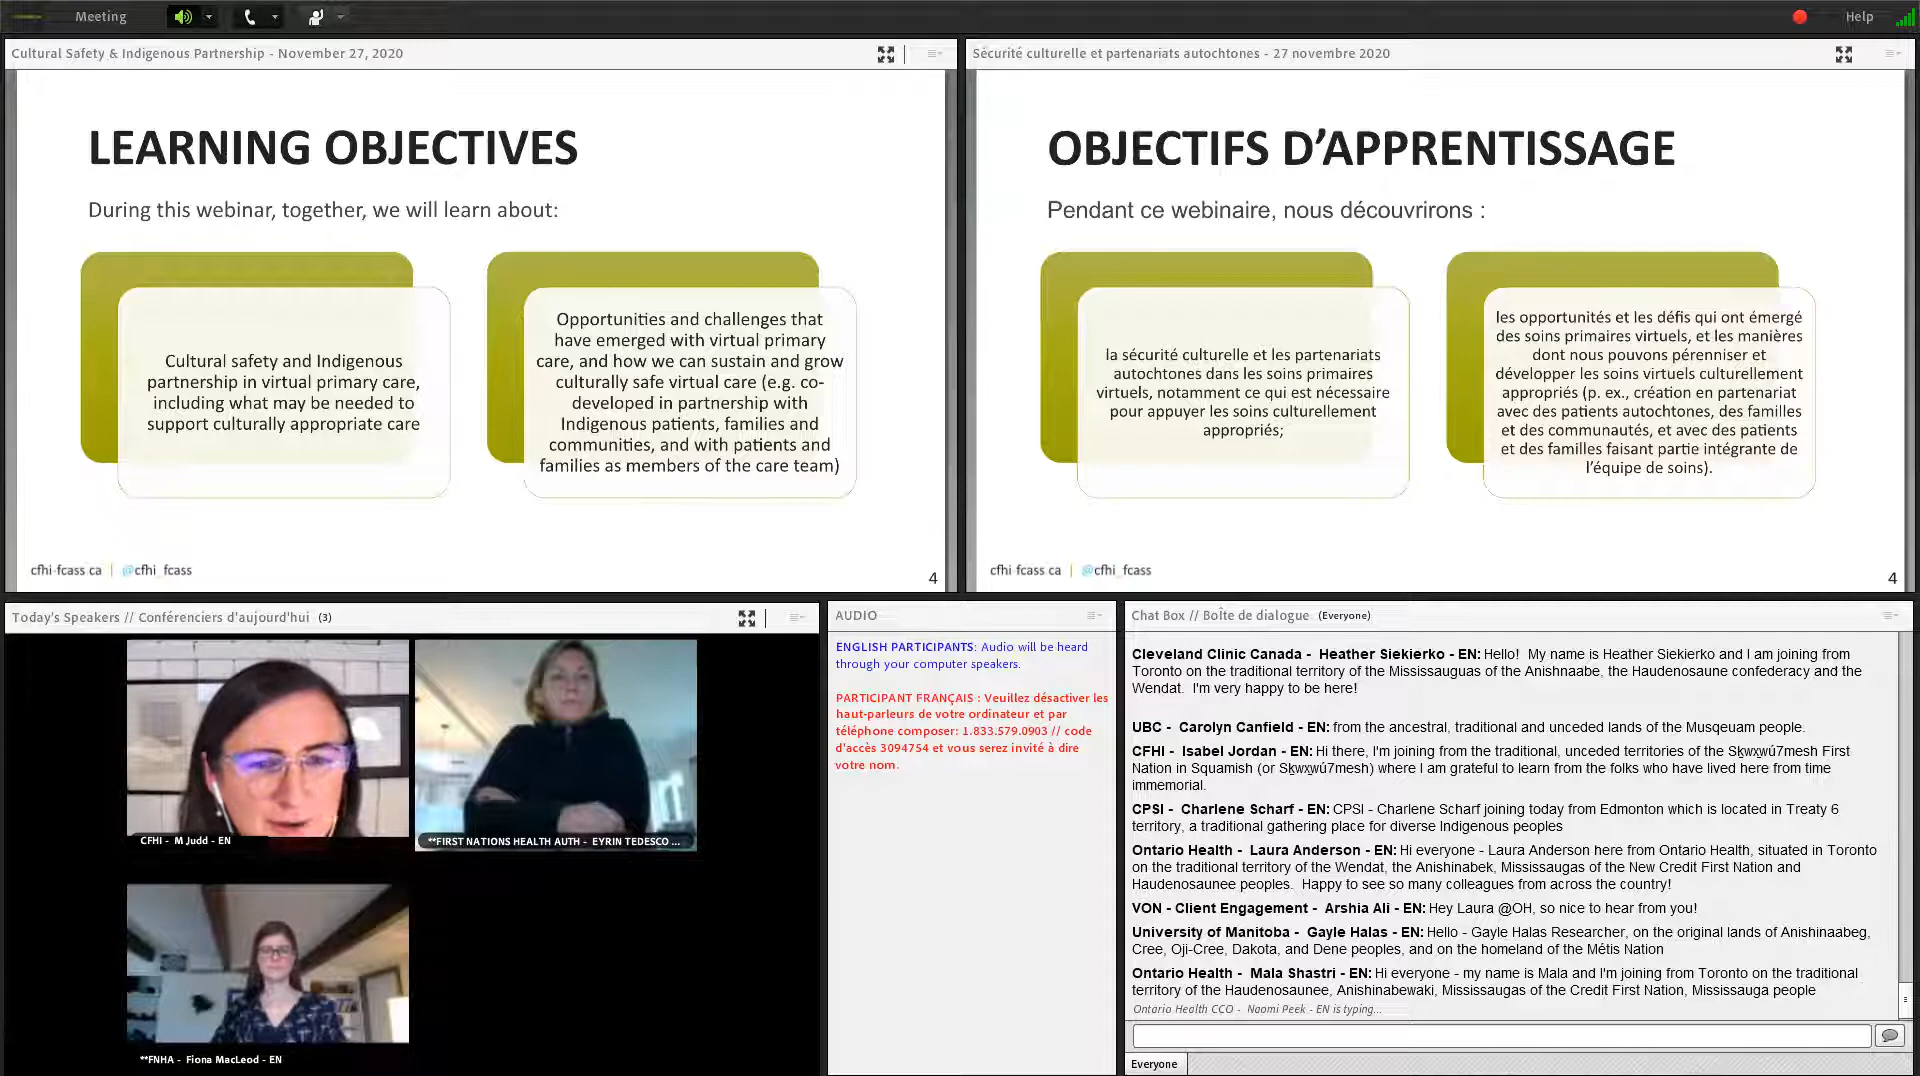 Meeting
Help
Cultural Safety & Indigenous Partnership - November 27, 2020
LEARNING OBJECTIVES
During this webinar, together, we will learn about:
Cultural safety and Indigenous
partnership in virtual primary care,
including what may be needed to
support culturally appropriate care
Opportunities and challenges that
have emerged with virtual primary
care, and how we can sustain and grow
culturally safe virtual care (e.g. co-
developed in partnership with
Indigenous patients, families and
communities, and with patients and
families as members of the care team)
cfhi-fcass.ca | @cfhi_fcass
4
Sécurité culturelle et partenariats autochtones - 27 novembre 2020
OBJECTIFS D’APPRENTISSAGE
Pendant ce webinaire, nous découvrirons :
la sécurité culturelle et les partenariats
autochtones dans les soins primaires
virtuels, notamment ce qui est nécessaire
pour appuyer les soins culturellement
appropriés;
les opportunités et les défis qui ont émergé
des soins primaires virtuels, et les manières
dont nous pouvons pérenniser et
développer les soins virtuels culturellement
appropriés (p. ex., création en partenariat
avec des patients autochtones, des familles
et des communautés, et avec des patients
et des familles faisant partie intégrante de
l’équipe de soins).
cfhi-fcass.ca | @cfhi_fcass
4
Today's Speakers // Conférenciers d'aujourd'hui (3)
CFHI - M Judd - EN
**FIRST NATIONS HEALTH AUTH - EYRIN TEDESCO ...
**FNHA - Fiona MacLeod - EN
AUDIO
ENGLISH PARTICIPANTS: Audio will be heard
through your computer speakers.
PARTICIPANT FRANÇAIS : Veuillez désactiver les
haut-parleurs de votre ordinateur et par
téléphone composer: 1.833.579.0903 // code
d'accès 3094754 et vous serez invité à dire
votre nom.
Chat Box // Boîte de dialogue (Everyone)
Cleveland Clinic Canada - Heather Siekierko - EN: Hello! My name is Heather Siekierko and I am joining from
Toronto on the traditional territory of the Mississauguas of the Anishnaabe, the Haudenosaune confederacy and the
Wendat. I'm very happy to be here!
UBC - Carolyn Canfield - EN: from the ancestral, traditional and unceded lands of the Musqeuam people.
CFHI - Isabel Jordan - EN: Hi there, I'm joining from the traditional, unceded territories of the Sḵwx̱wú7mesh First
Nation in Squamish (or Sḵwx̱wú7mesh) where I am grateful to learn from the folks who have lived here from time
immemorial.
CPSI - Charlene Scharf - EN: CPSI - Charlene Scharf joining today from Edmonton which is located in Treaty 6
territory, a traditional gathering place for diverse Indigenous peoples
Ontario Health - Laura Anderson - EN: Hi everyone - Laura Anderson here from Ontario Health, situated in Toronto
on the traditional territory of the Wendat, the Anishinabek, Mississaugas of the New Credit First Nation and
Haudenosaunee peoples. Happy to see so many colleagues from across the country!
VON - Client Engagement - Arshia Ali - EN: Hey Laura @OH, so nice to hear from you!
University of Manitoba - Gayle Halas - EN: Hello - Gayle Halas Researcher, on the original lands of Anishinaabeg,
Cree, Oji-Cree, Dakota, and Dene peoples, and on the homeland of the Métis Nation
Ontario Health - Mala Shastri - EN: Hi everyone - my name is Mala and I'm joining from Toronto on the traditional
territory of the Haudenosaunee, Anishinabewaki, Mississaugas of the Credit First Nation, Mississauga people
Ontario Health CCO - Naomi Peek - EN is typing...
Everyone